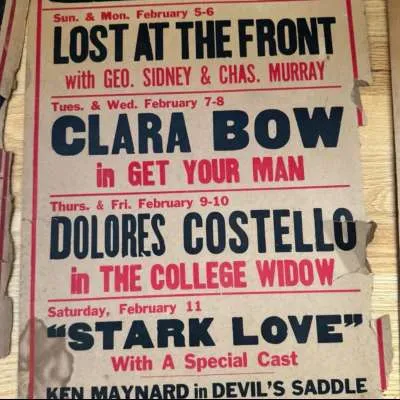 Sun. & Mon. February 5-6
LOST AT THE FRONT
with GEO. SIDNEY & CHAS. MURRAY
Tues. & Wed. February 7-8
CLARA BOW
in GET YOUR MAN
Thurs. & Fri. February 9-10
DOLORES COSTELLO
in THE COLLEGE WIDOW
Saturday, February 11
"STARK LOVE"
With A Special Cast
KEN MAYNARD in DEVIL'S SADDLE